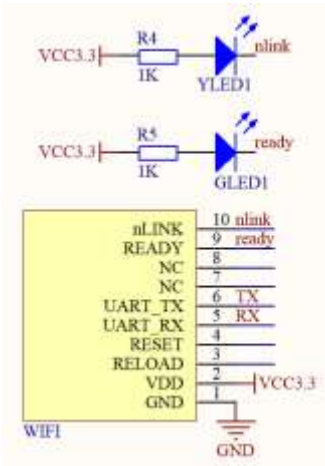 R4
VCC3.3 nlink
1K
YLED1
R5
VCC3.3 ready
1K
GLED1
nLINK 10 nlink
READY 9 ready
NC 8
NC 7
UART_TX 6 TX
UART_RX 5 RX
RESET 4
RELOAD 3
VDD 2 VCC3.3
GND 1
WIFI
GND